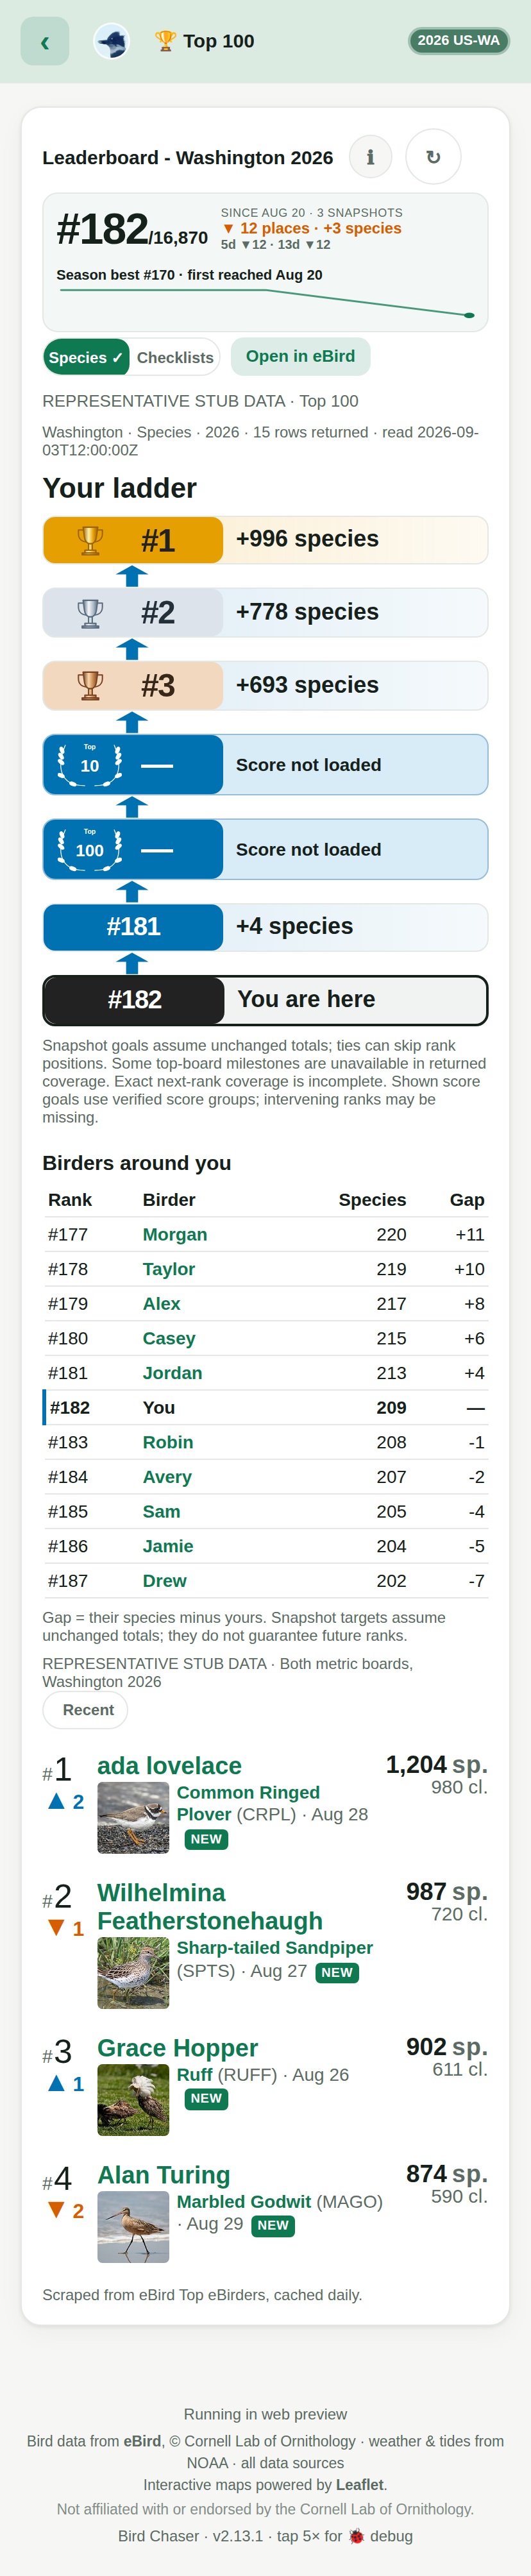 ‹ 🏆 Top 100 2026 US-WA
Leaderboard - Washington 2026 ℹ ↻
#182/16,870
SINCE AUG 20 · 3 SNAPSHOTS
▼ 12 places · +3 species
5d ▼12 · 13d ▼12
Season best #170 · first reached Aug 20
Species ✓ Checklists Open in eBird
REPRESENTATIVE STUB DATA · Top 100
Washington · Species · 2026 · 15 rows returned · read 2026-09-
03T12:00:00Z
Your ladder
#1 +996 species
#2 +778 species
#3 +693 species
Top
10 — Score not loaded
Top
100 — Score not loaded
#181 +4 species
#182 You are here
Snapshot goals assume unchanged totals; ties can skip rank
positions. Some top-board milestones are unavailable in returned
coverage. Exact next-rank coverage is incomplete. Shown score
goals use verified score groups; intervening ranks may be
missing.
Birders around you
Rank Birder Species Gap
#177 Morgan 220 +11
#178 Taylor 219 +10
#179 Alex 217 +8
#180 Casey 215 +6
#181 Jordan 213 +4
#182 You 209 —
#183 Robin 208 -1
#184 Avery 207 -2
#185 Sam 205 -4
#186 Jamie 204 -5
#187 Drew 202 -7
Gap = their species minus yours. Snapshot targets assume
unchanged totals; they do not guarantee future ranks.
REPRESENTATIVE STUB DATA · Both metric boards,
Washington 2026
Recent
#1 ada lovelace 1,204 sp.
▲ 2 980 cl.
Common Ringed
Plover (CRPL) · Aug 28
NEW
#2 Wilhelmina 987 sp.
▼ 1 Featherstonehaugh 720 cl.
Sharp-tailed Sandpiper
(SPTS) · Aug 27 NEW
#3 Grace Hopper 902 sp.
▲ 1 611 cl.
Ruff (RUFF) · Aug 26
NEW
#4 Alan Turing 874 sp.
▼ 2 590 cl.
Marbled Godwit (MAGO)
· Aug 29 NEW
Scraped from eBird Top eBirders, cached daily.
Running in web preview
Bird data from eBird, © Cornell Lab of Ornithology · weather & tides from
NOAA · all data sources
Interactive maps powered by Leaflet.
Not affiliated with or endorsed by the Cornell Lab of Ornithology.
Bird Chaser · v2.13.1 · tap 5× for 🐞 debug